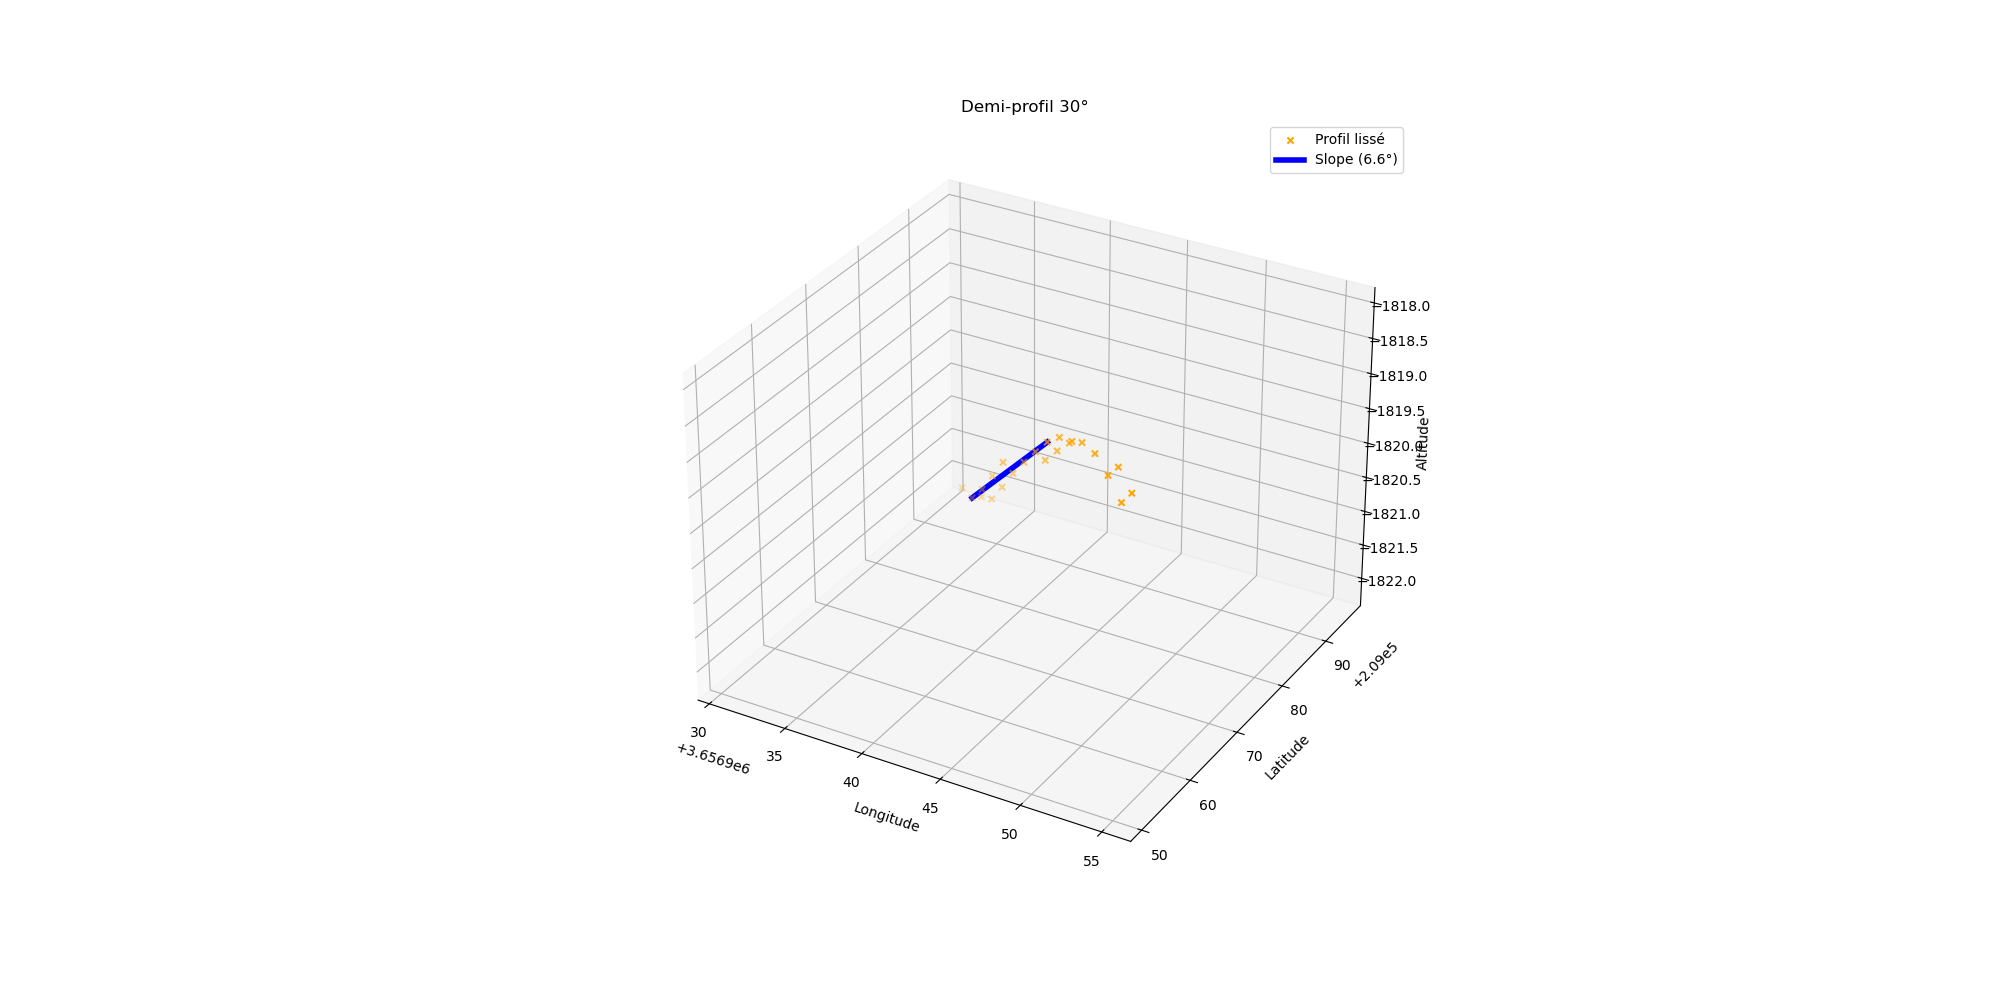 Demi-profil 30°
Profil lissé
Slope (6.6°)
−1818.0
−1818.5
−1819.0
−1819.5
−1820.0
−1820.5
−1821.0
−1821.5
−1822.0
Altitude
90
80
70
60
50
+2.09e5
Latitude
30
35
40
45
50
55
+3.6569e6
Longitude